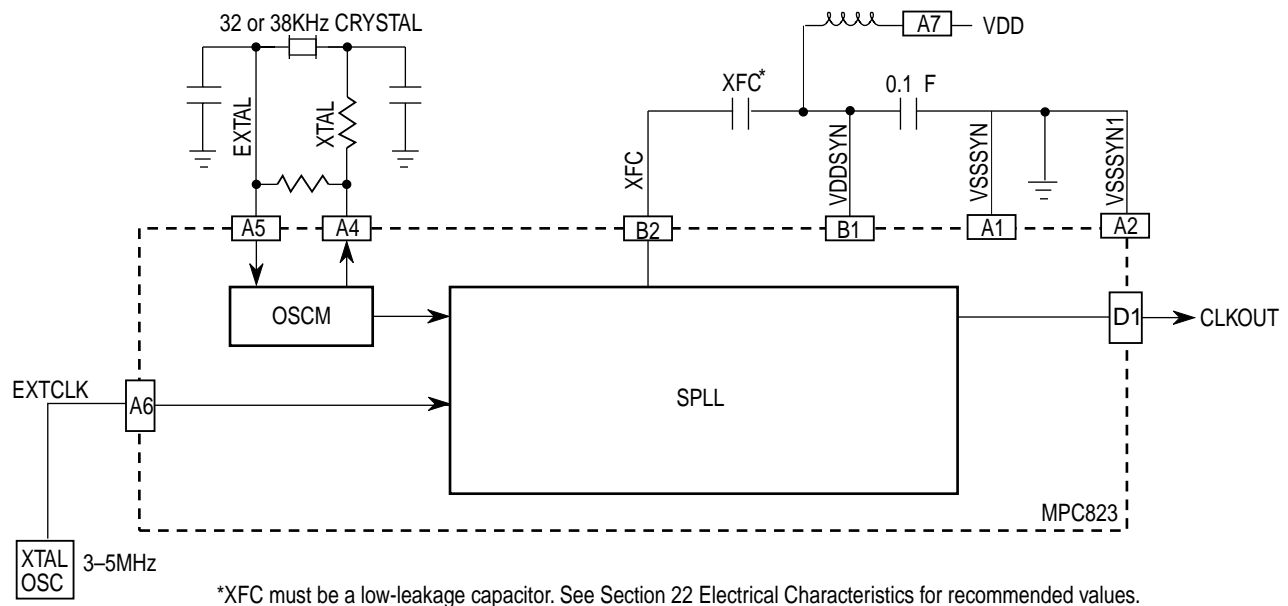 32 or 38KHz CRYSTAL
A7
VDD
XFC*
0.1 F
EXTAL
XTAL
XFC
VDDSYN
VSSSYN
VSSSYN1
A5
A4
B2
B1
A1
A2
OSCM
D1
CLKOUT
EXTCLK
A6
SPLL
MPC823
XTAL
OSC
3–5MHz
*XFC must be a low-leakage capacitor. See Section 22 Electrical Characteristics for recommended values.